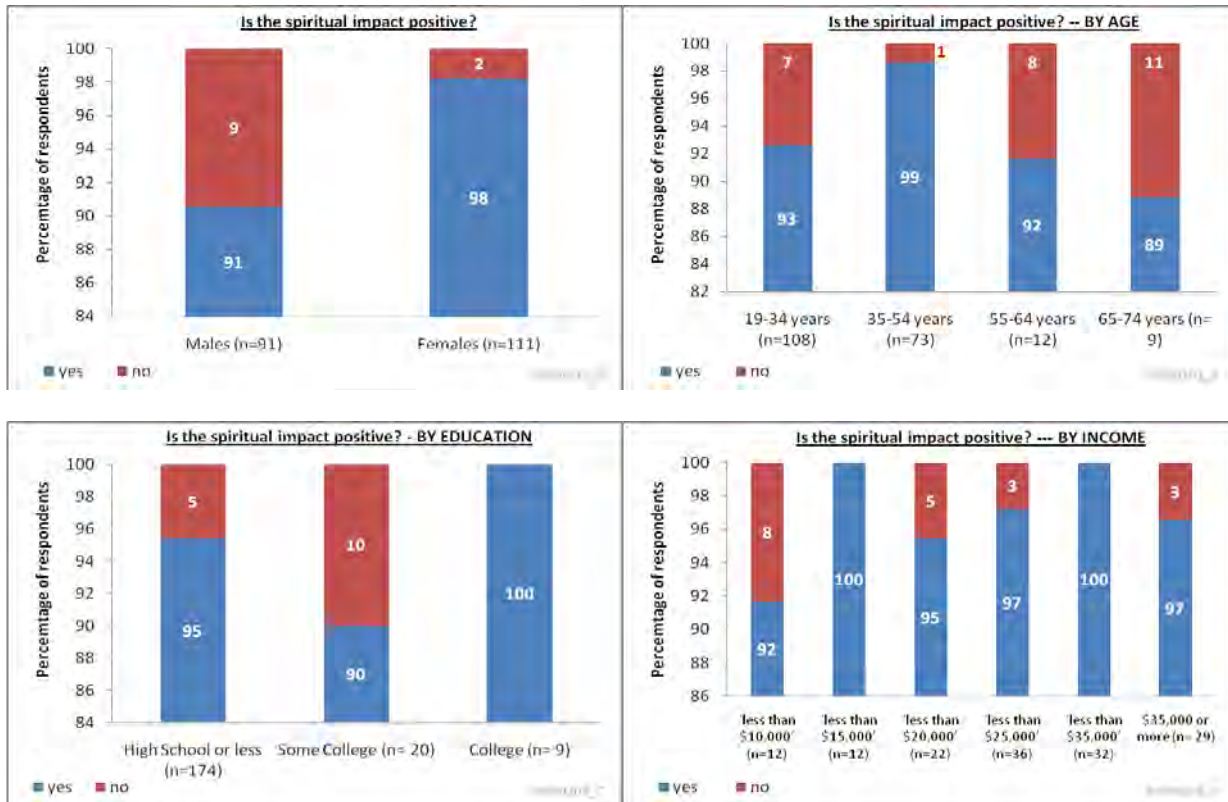 Is the spiritual impact positive?
Percemtage of respondents
100
98
96
94
92
90
88
86
84
9
91
2
98
Males (n=91)
Females (n=111)
yes
no
Is the spiritual impact positive? -- BY AGE
Percemtage of respondents
100
98
96
94
92
90
88
86
84
82
7
93
1
99
8
92
11
89
19-34 years
(n=108)
35-54 years
(n=73)
55-64 years
(n=12)
65-74 years (n=
9)
yes
no
Is the spiritual impact positive? - BY EDUCATION
Percemtage of respondents
100
98
96
94
92
90
88
86
84
5
95
10
90
100
High School or less
(n=174)
Some College (n= 20)
College (n= 9)
yes
no
Is the spiritual impact positive? --- BY INCOME
Percemtage of respondents
100
98
96
94
92
90
88
86
8
92
100
5
95
3
97
100
3
97
'less than
$10,000'
(n=12)
'less than
$15,000'
(n=12)
'less than
$20,000'
(n=22)
'less than
$25,000'
(n=36)
'less than
$35,000'
(n=32)
$35,000 or
more (n= 29)
yes
no